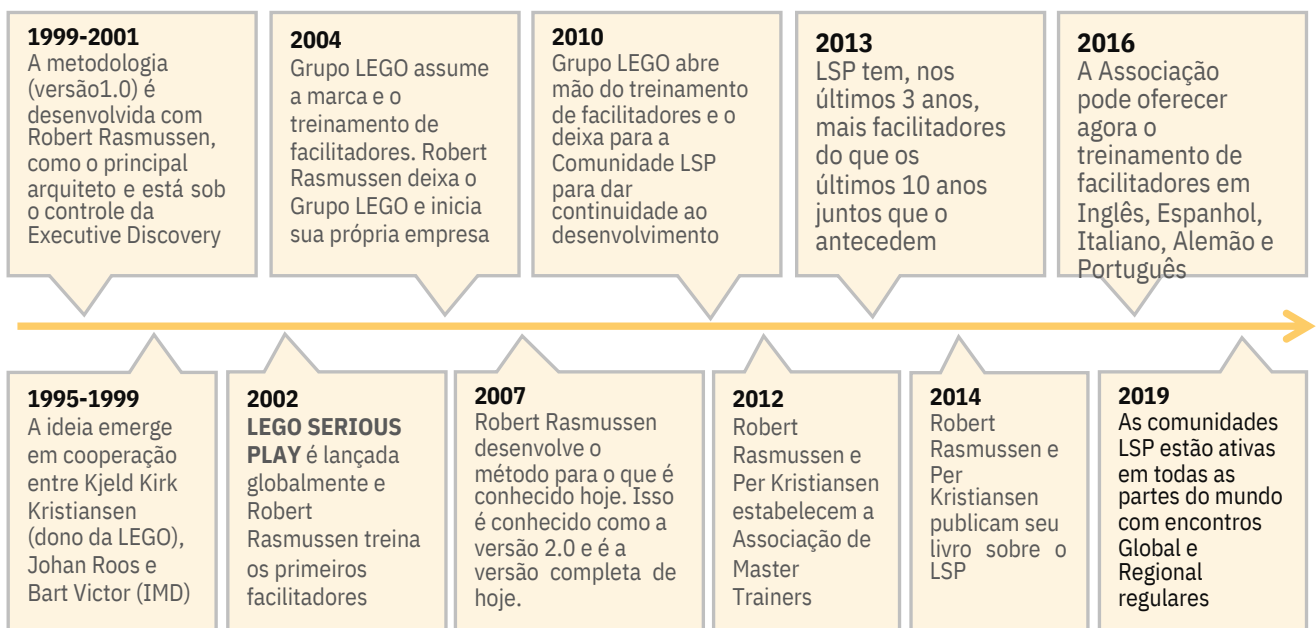 1999-2001
A metodologia
(versão1.0) é
desenvolvida com
Robert Rasmussen,
como o principal
arquiteto e está sob
o controle da
Executive Discovery
2004
Grupo LEGO assume
a marca e o
treinamento de
facilitadores. Robert
Rasmussen deixa o
Grupo LEGO e inicia
sua própria empresa
2010
Grupo LEGO abre
mão do treinamento
de facilitadores e o
deixa para a
Comunidade LSP
para dar
continuidade ao
desenvolvimento
2013
LSP tem, nos
últimos 3 anos,
mais facilitadores
do que os
últimos 10 anos
juntos que o
antecedem
2016
A Associação
pode oferecer
agora o
treinamento de
facilitadores em
Inglês, Espanhol,
Italiano, Alemão e
Português
1995-1999
A ideia emerge
em cooperação
entre Kjeld Kirk
Kristiansen
(dono da LEGO),
Johan Roos e
Bart Victor (IMD)
2002
LEGO SERIOUS
PLAY é lançada
globalmente e
Robert
Rasmussen treina
os primeiros
facilitadores
2007
Robert Rasmussen
desenvolve o
método para o que é
conhecido hoje. Isso
é conhecido como a
versão 2.0 e é a
versão completa de
hoje.
2012
Robert
Rasmussen e
Per Kristiansen
estabelecem a
Associação de
Master
Trainers
2014
Robert
Rasmussen e
Per
Kristiansen
publicam seu
livro sobre o
LSP
2019
As comunidades
LSP estão ativas
em todas as
partes do mundo
com encontros
Global e
Regional
regulares